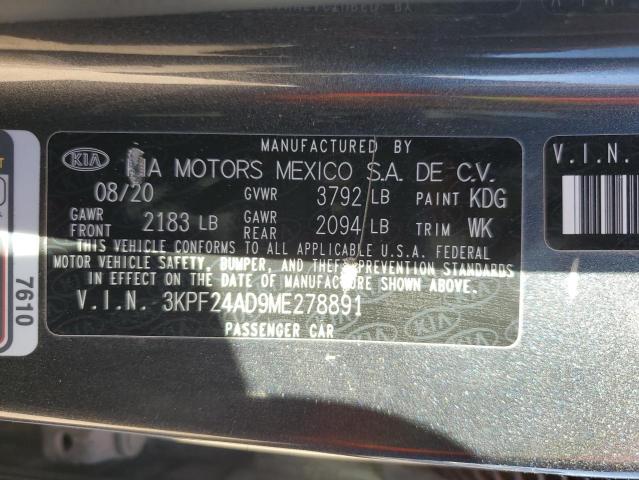 MANUFACTURED BY
KIA
KIA MOTORS MEXICO S.A. DE C.V.
08/20 GVWR 3792 LB PAINT KDG
GAWR FRONT 2183 LB GAWR REAR 2094 LB TRIM WK
THIS VEHICLE CONFORMS TO ALL APPLICABLE U.S.A. FEDERAL
MOTOR VEHICLE SAFETY, BUMPER, AND THEFT PREVENTION STANDARDS
IN EFFECT ON THE DATE OF MANUFACTURE SHOWN ABOVE.
V.I.N. 3KPF24AD9ME278891
PASSENGER CAR
V.I.N.
7610